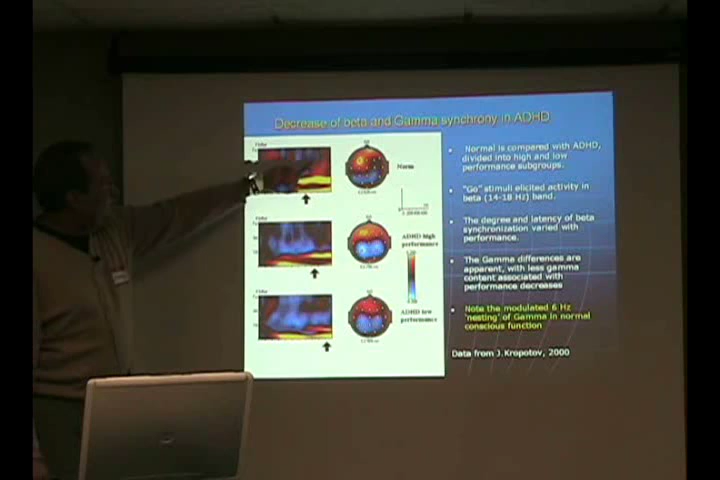 Decrease of beta and Gamma synchrony in ADHD
Norm
ADHD high
performance
ADHD low
performance
Normal is compared with ADHD,
divided into high and low
performance subgroups.
"Go" stimuli elicited activity in
beta (14-18 Hz) band.
The degree and latency of beta
synchronization varied with
performance.
The Gamma differences are
apparent, with less gamma
content associated with
performance decreases
Note the modulated 6 Hz
'nesting' of Gamma in normal
conscious function
Data from J.Kropotov, 2000